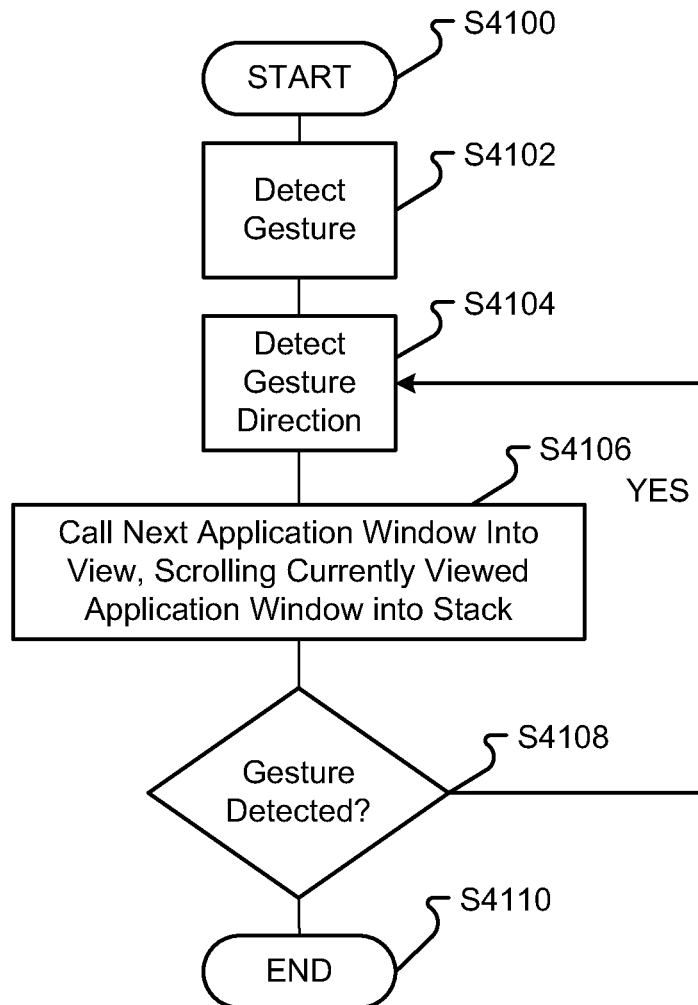 S4100
START
S4102
Detect
Gesture
S4104
Detect
Gesture
Direction
S4106
YES
Call Next Application Window Into
View, Scrolling Currently Viewed
Application Window into Stack
S4108
Gesture
Detected?
S4110
END